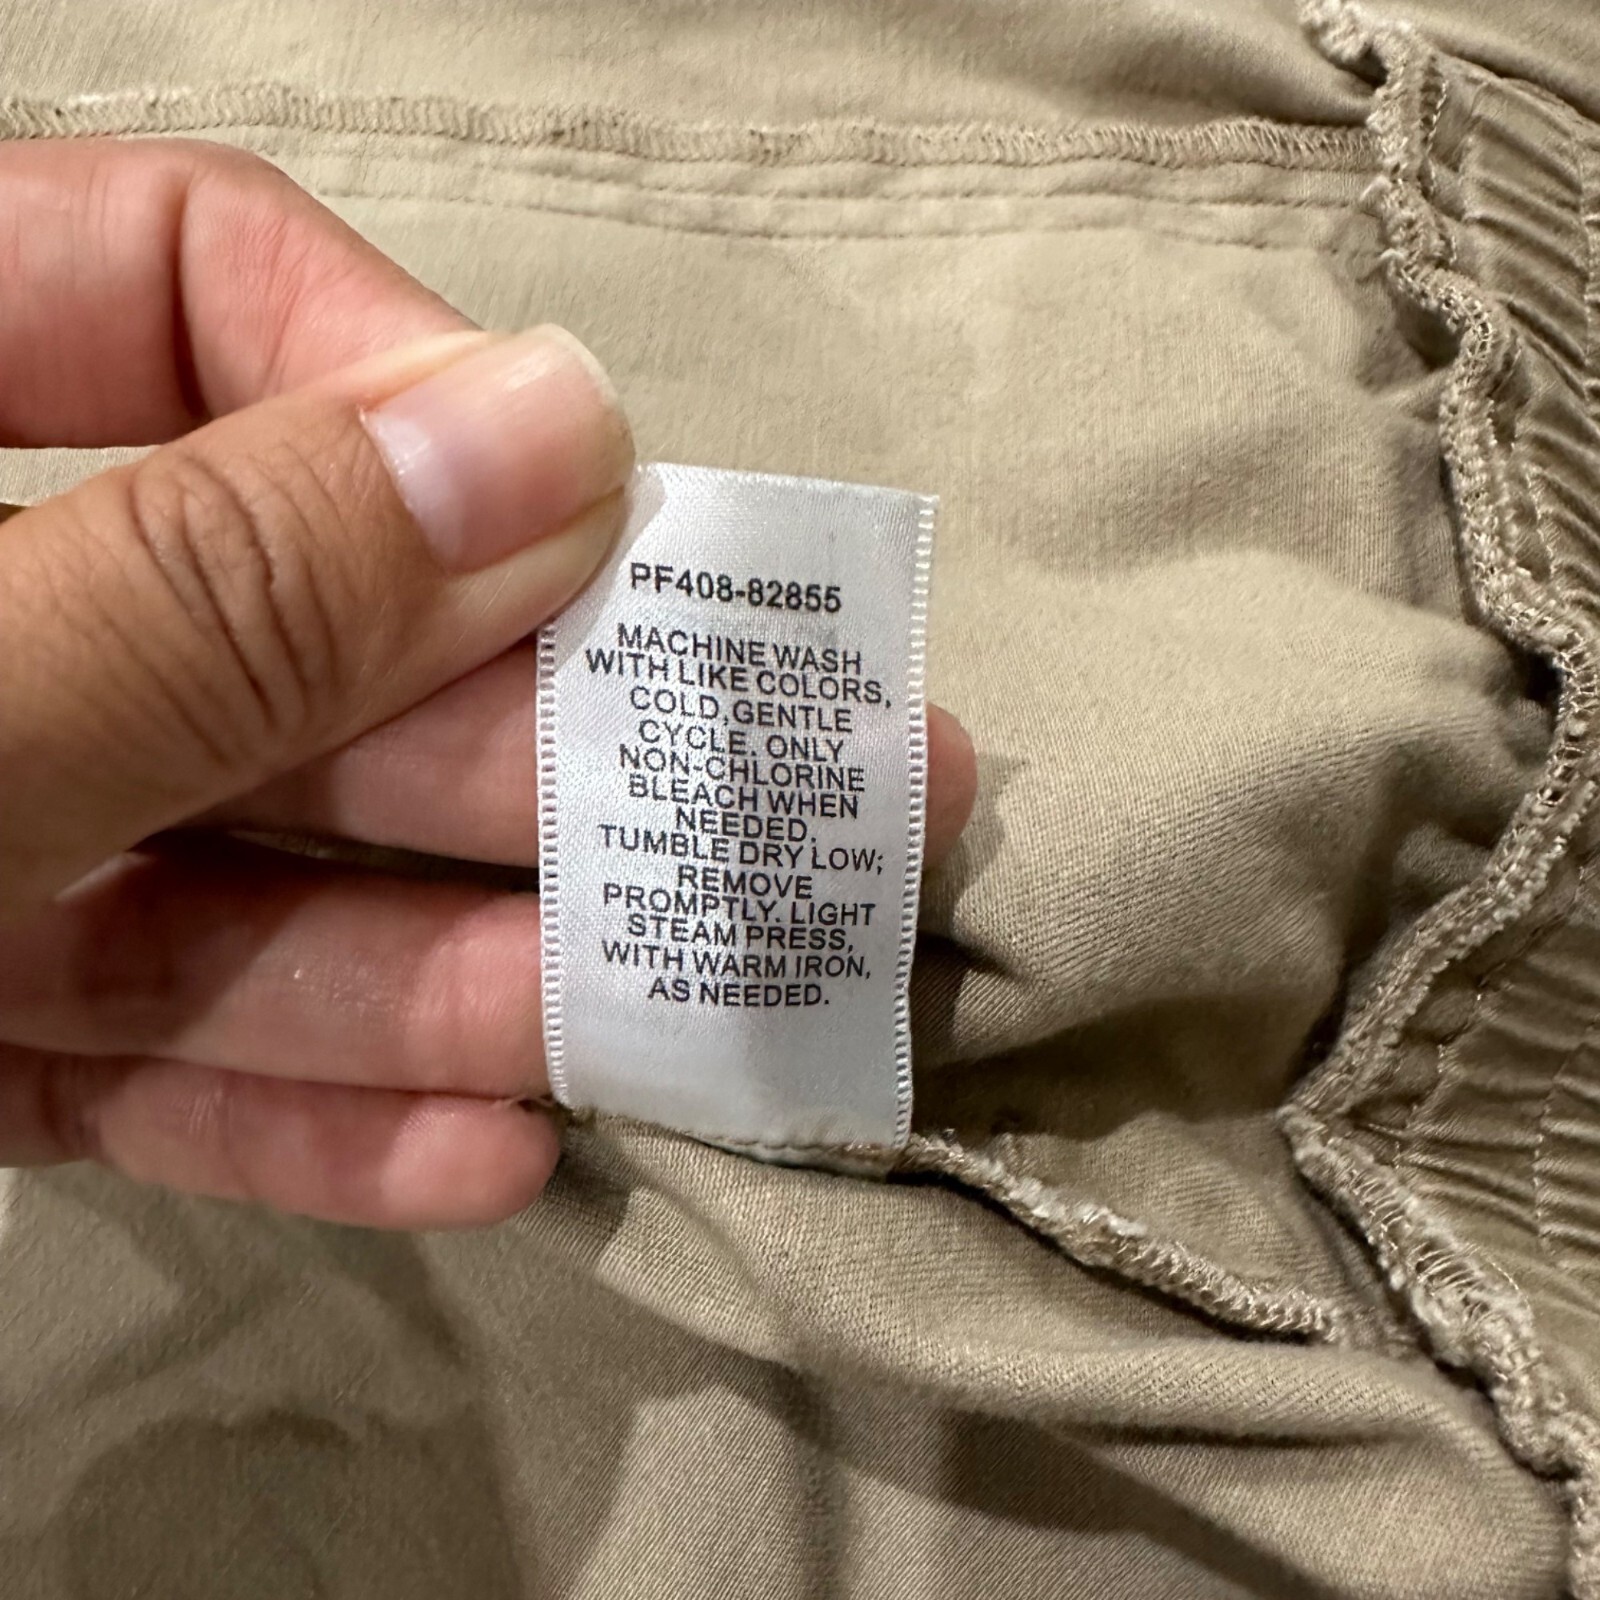 PF408-82855
MACHINE WASH
WITH LIKE COLORS,
COLD,GENTLE
CYCLE. ONLY
NON-CHLORINE
BLEACH WHEN
NEEDED.
TUMBLE DRY LOW;
REMOVE
PROMPTLY. LIGHT
STEAM PRESS,
WITH WARM IRON,
AS NEEDED.